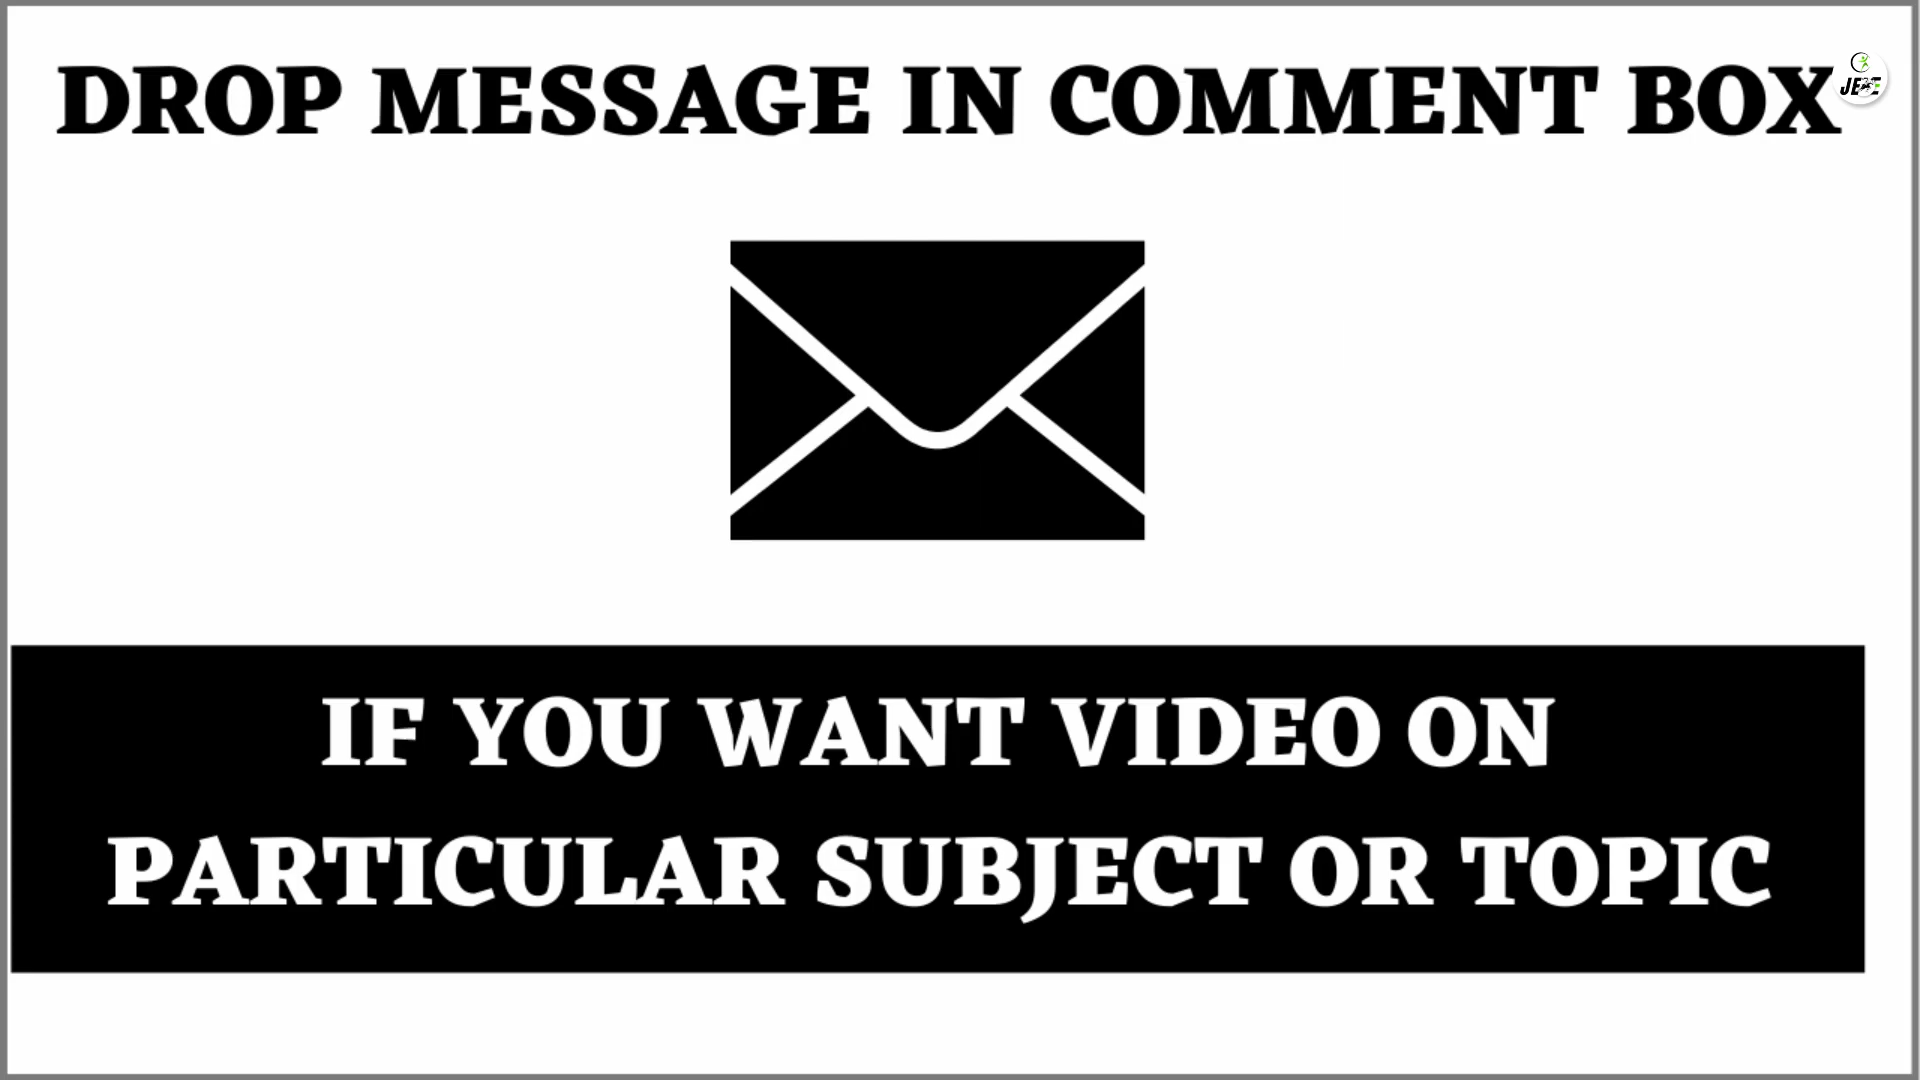 DROP MESSAGE IN COMMENT BOX
IF YOU WANT VIDEO ON
PARTICULAR SUBJECT OR TOPIC